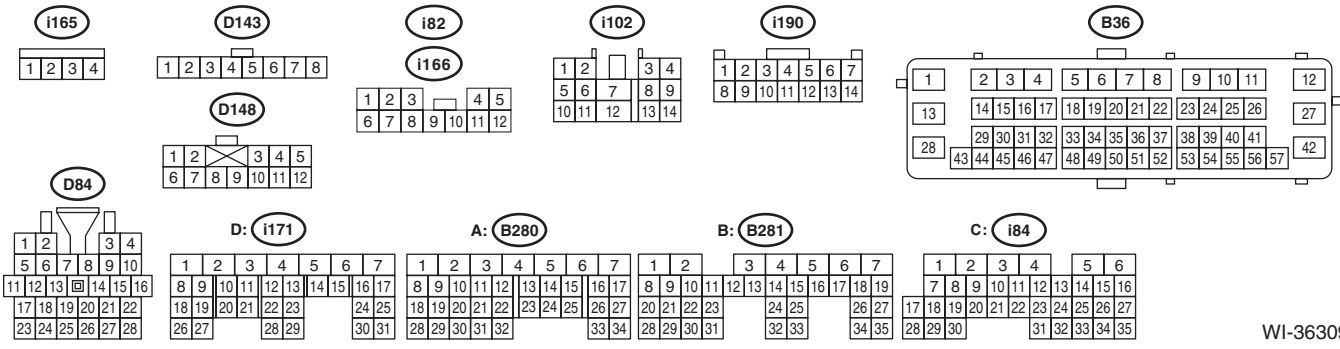 i165
1 2 3 4
D143
1 2 3 4 5 6 7 8
D148
1 2 3 4 5
6 7 8 9 10 11 12
i82
i166
1 2 3 4 5
6 7 8 9 10 11 12
i102
1 2 3 4
5 6 7 8 9
10 11 12 13 14
i190
1 2 3 4 5 6 7
8 9 10 11 12 13 14
B36
1 2 3 4 5 6 7 8 9 10 11 12
13 14 15 16 17 18 19 20 21 22 23 24 25 26 27
28 29 30 31 32 33 34 35 36 37 38 39 40 41 42
43 44 45 46 47 48 49 50 51 52 53 54 55 56 57
D84
1 2 3 4
5 6 7 8 9 10
11 12 13 14 15 16
17 18 19 20 21 22
23 24 25 26 27 28
D: i171
1 2 3 4 5 6 7
8 9 10 11 12 13 14 15 16 17
18 19 20 21 22 23 24 25
26 27 28 29 30 31
A: B280
1 2 3 4 5 6 7
8 9 10 11 12 13 14 15 16 17
18 19 20 21 22 23 24 25 26 27
28 29 30 31 32 33 34
B: B281
1 2 3 4 5 6 7
8 9 10 11 12 13 14 15 16 17 18 19
20 21 22 23 24 25 26 27
28 29 30 31 32 33 34 35
C: i84
1 2 3 4 5 6
7 8 9 10 11 12 13 14 15 16
17 18 19 20 21 22 23 24 25 26 27
28 29 30 31 32 33 34 35
WI-36309